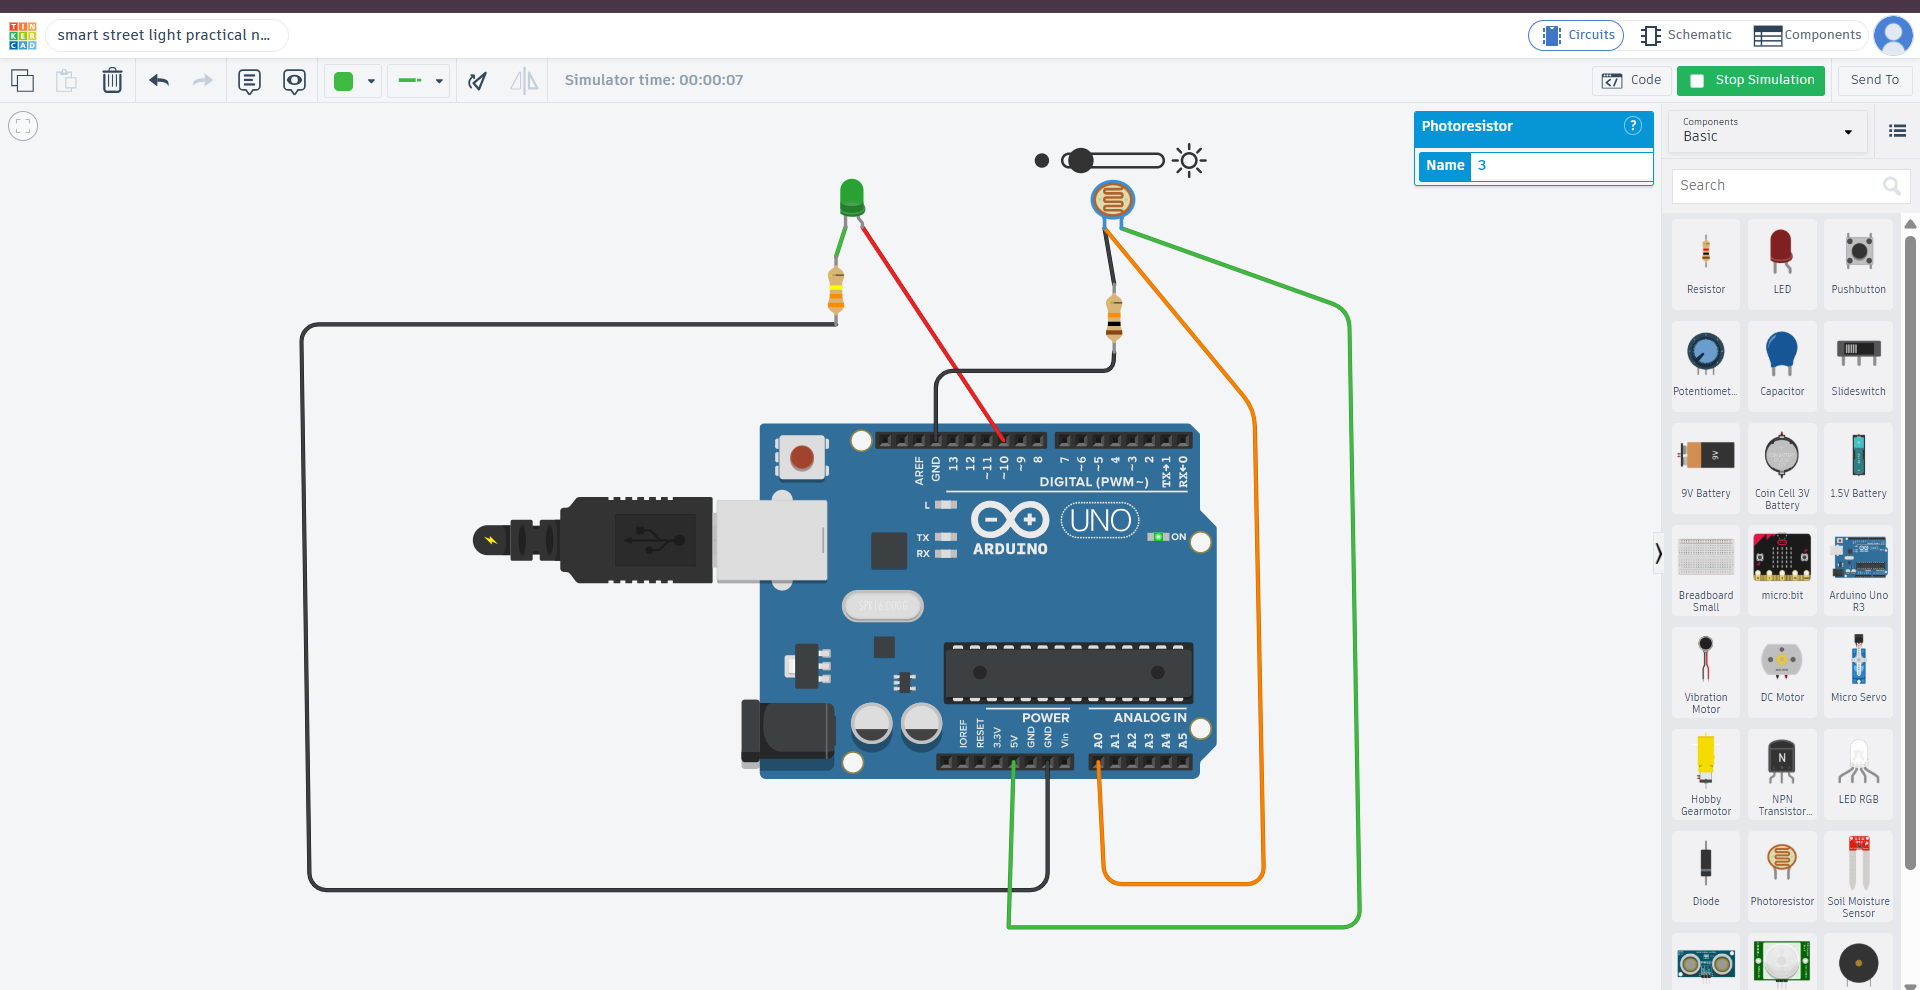 TIN
KER
CAD
smart street light practical n...
Circuits
Schematic
Components
Simulator time: 00:00:07
Code
Stop Simulation
Send To
Photoresistor
?
Name
3
Components
Basic
Search
Resistor
LED
Pushbutton
Potentiomet...
Capacitor
Slideswitch
9V
9V Battery
Coin Cell 3V
Battery
1.5V Battery
Breadboard
Small
micro:bit
Arduino Uno
R3
Vibration
Motor
DC Motor
Micro Servo
Hobby
Gearmotor
N
NPN
Transistor...
LED RGB
Diode
Photoresistor
Soil Moisture
Sensor
AREF
GND
13
12
~11
~10
~9
8
7
~6
~5
4
~3
2
TX→1
RX←0
DIGITAL (PWM~)
L
TX
RX
ARDUINO
UNO
ON
IOREF
RESET
3.3V
5V
GND
GND
Vin
POWER
ANALOG IN
A0
A1
A2
A3
A4
A5